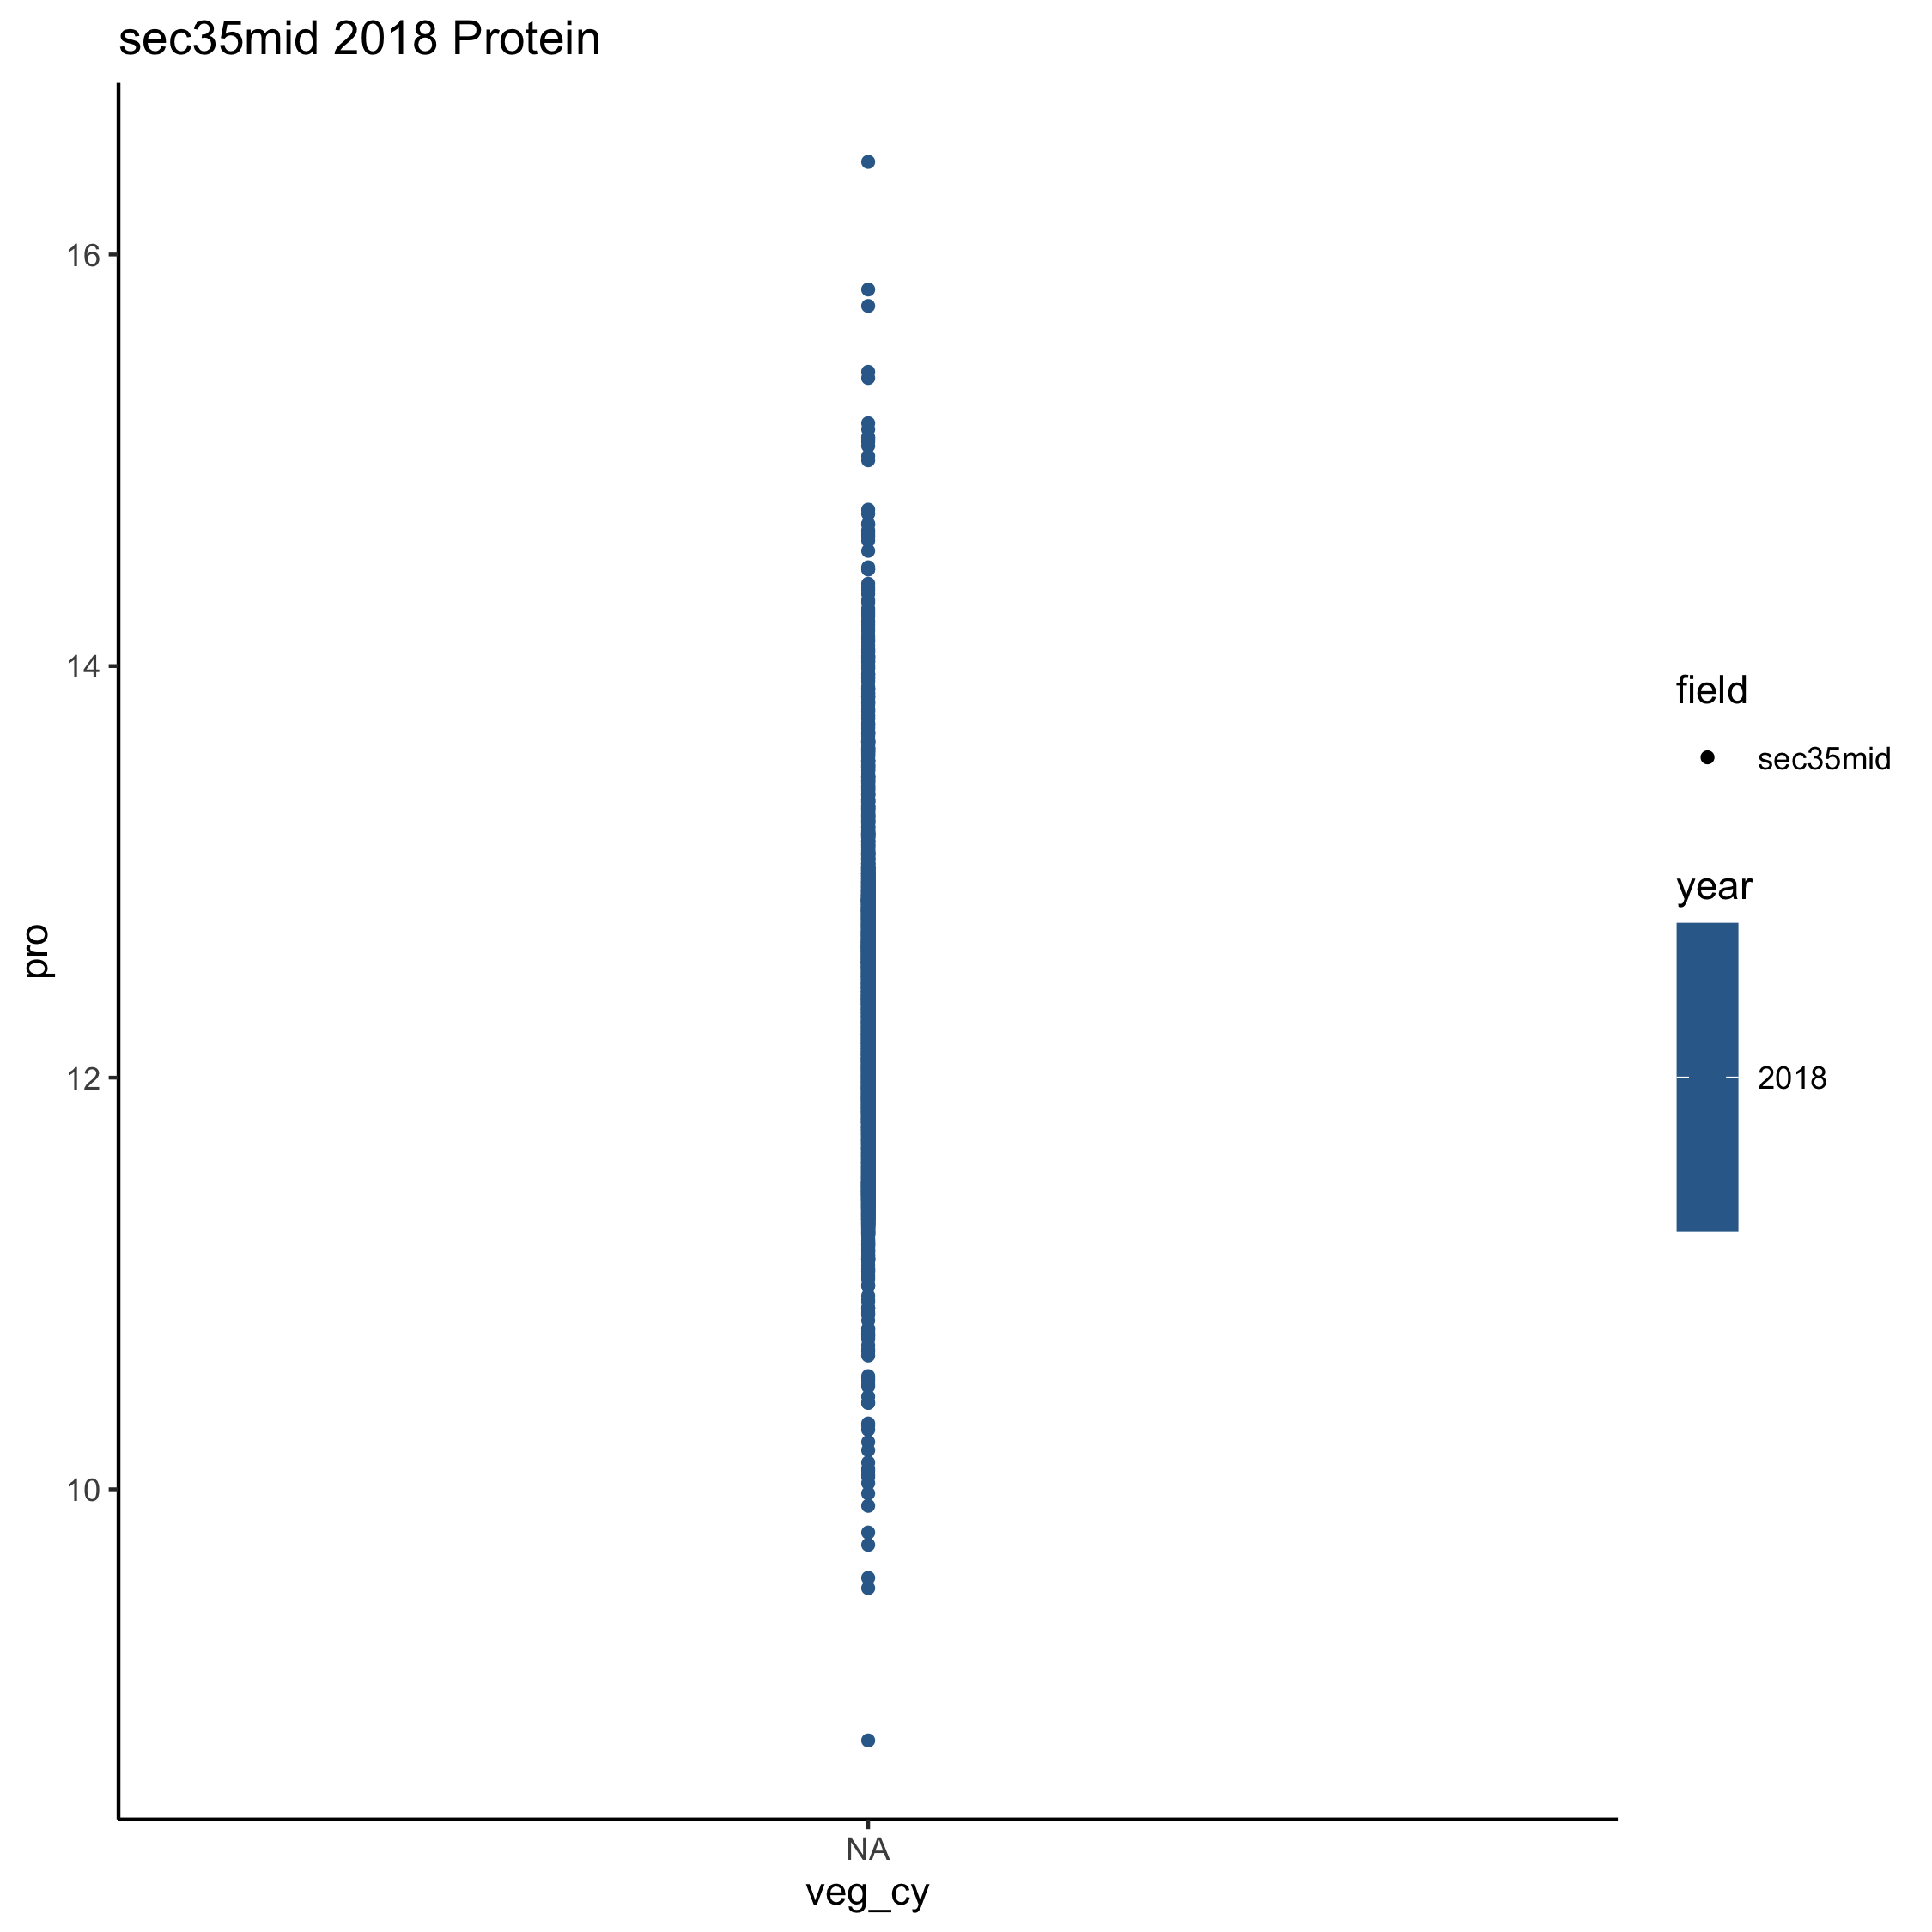 sec35mid 2018 Protein
16
14
12
10
pro
NA
veg_cy
field
sec35mid
year
2018